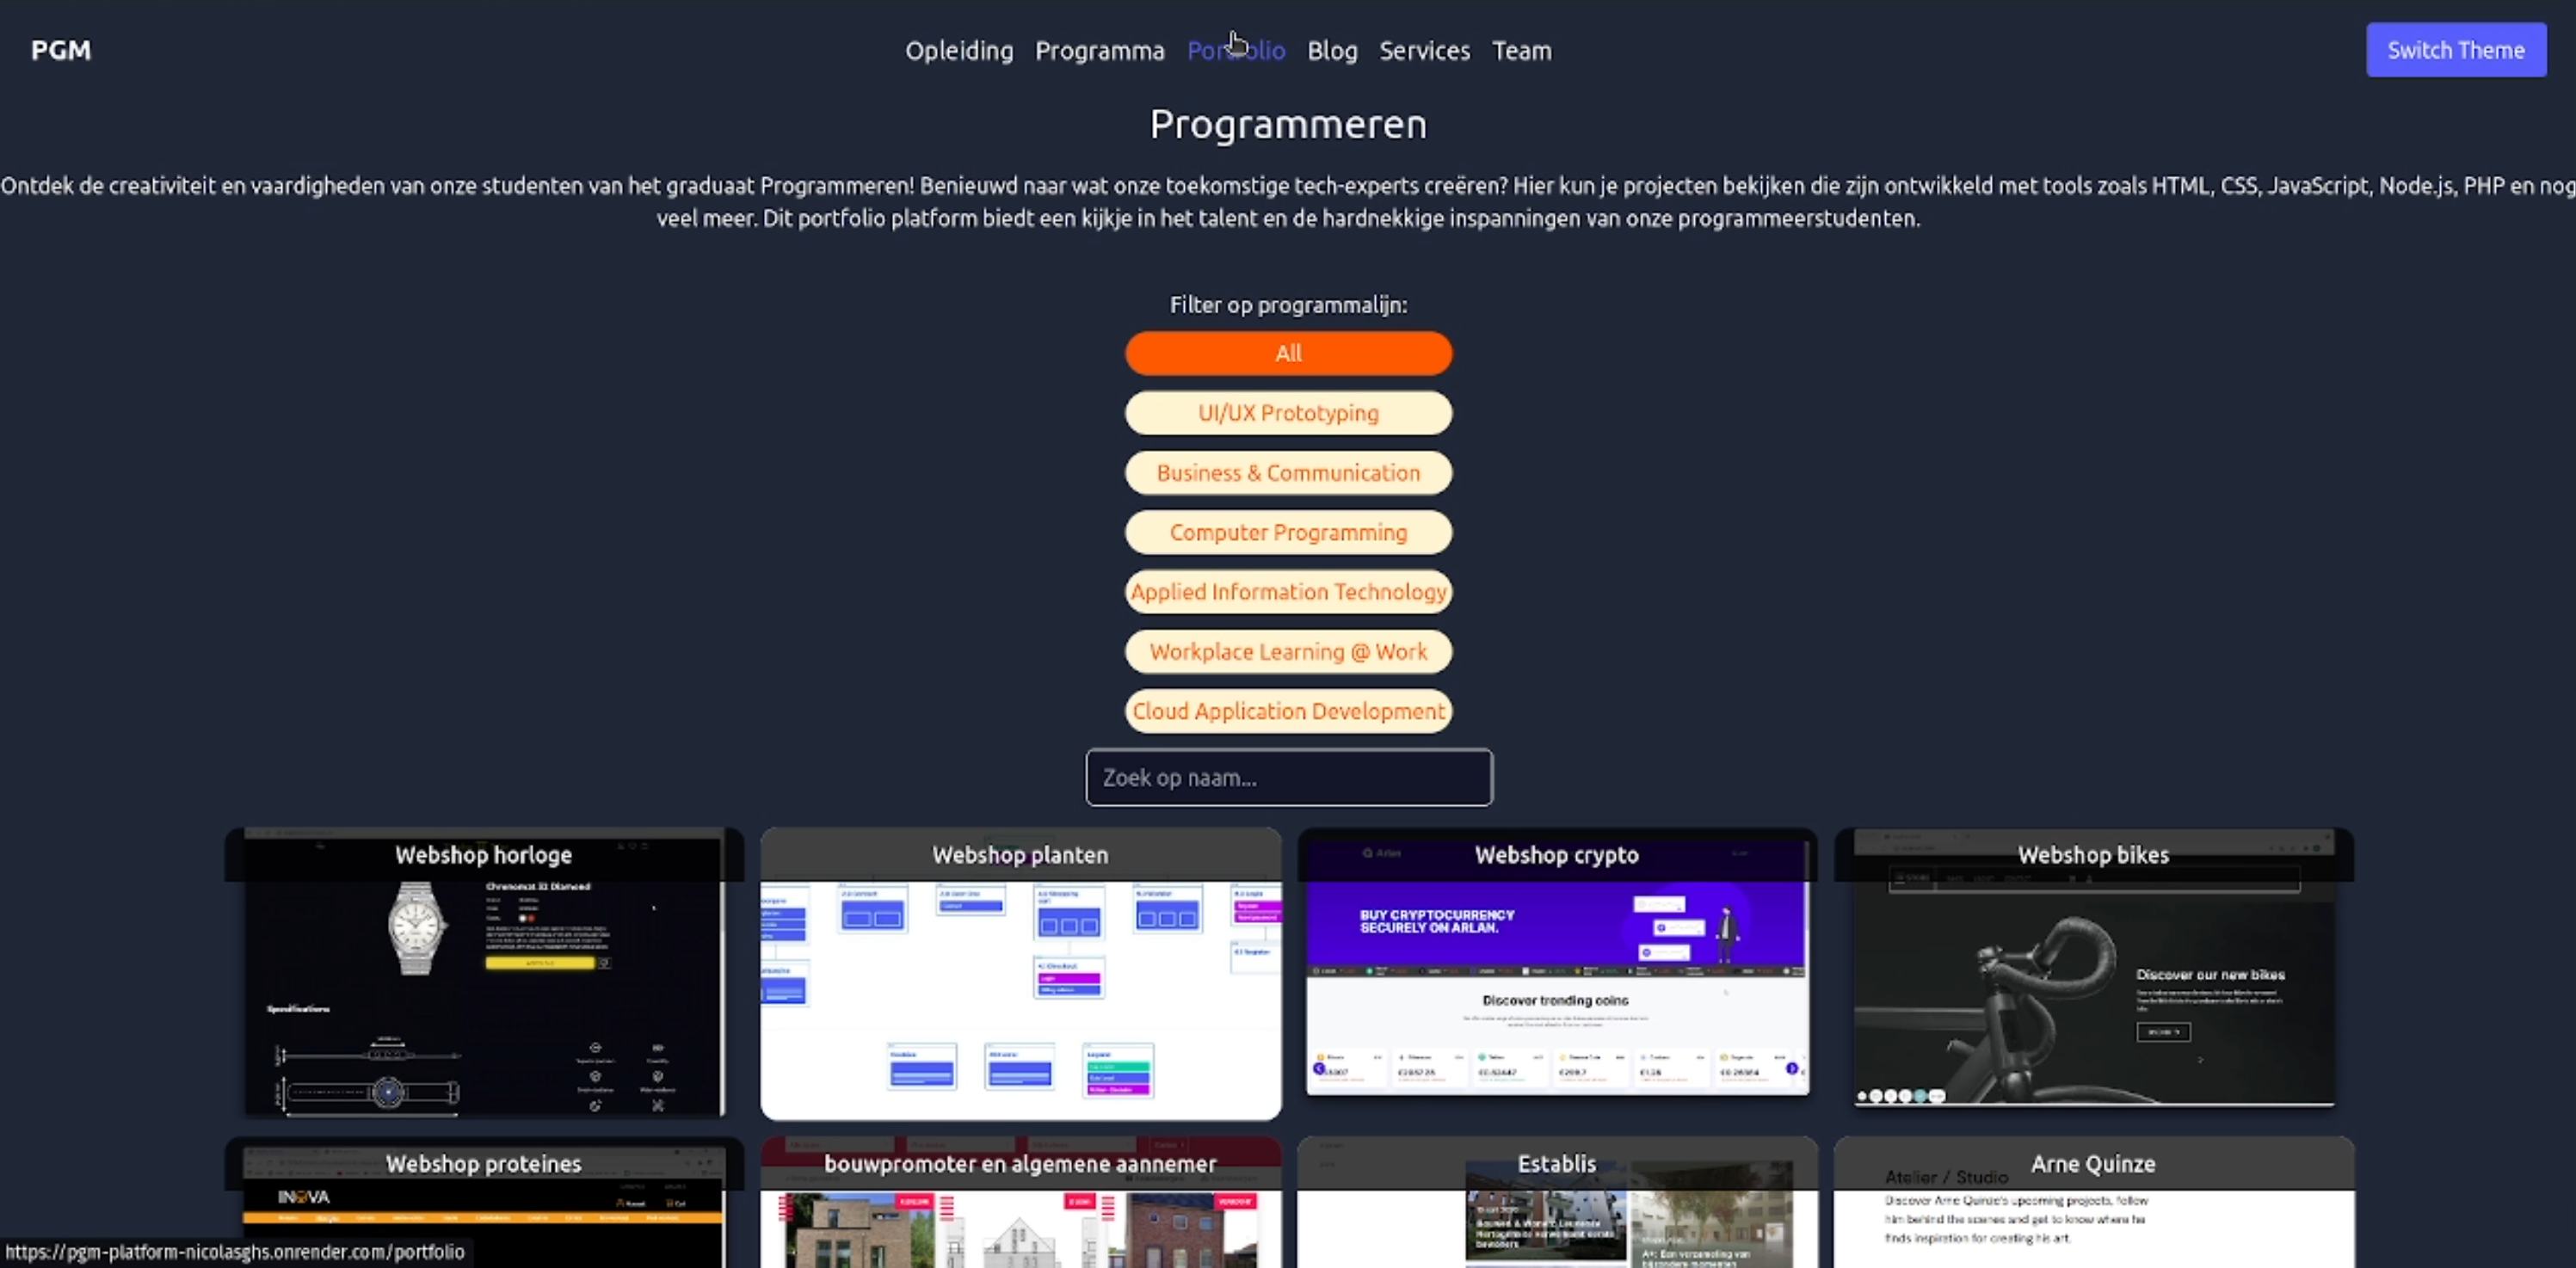 PGM
Opleiding Programma Portfolio Blog Services Team
Switch Theme
Programmeren
Ontdek de creativiteit en vaardigheden van onze studenten van het graduaat Programmeren! Benieuwd naar wat onze toekomstige tech-experts creëren? Hier kun je projecten bekijken die zijn ontwikkeld met tools zoals HTML, CSS, JavaScript, Node.js, PHP en nog
veel meer. Dit portfolio platform biedt een kijkje in het talent en de hardnekkige inspanningen van onze programmeerstudenten.
Filter op programmalijn:
All
UI/UX Prototyping
Business & Communication
Computer Programming
Applied Information Technology
Workplace Learning @ Work
Cloud Application Development
Zoek op naam...
Webshop horloge
Chronomat 32 Diamond
Specifications
Webshop planten
Webshop crypto
Arlan
BUY CRYPTOCURRENCY
SECURELY ON ARLAN.
Discover trending coins
Webshop bikes
Discover our new bikes
Webshop proteines
INOVA
bouwpromoter en algemene aannemer
Establis
Arne Quinze
Atelier / Studio
Discover Arne Quinze's upcoming projects, follow
him behind the scenes and get to know where he
finds inspiration for creating his art.
https://pgm-platform-nicolasghs.onrender.com/portfolio